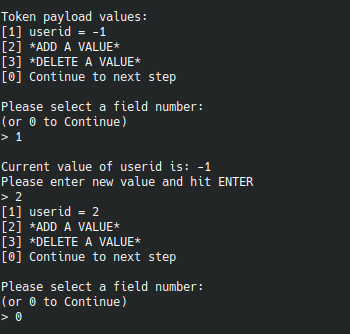 Token payload values:
[1] userid = -1
[2] *ADD A VALUE*
[3] *DELETE A VALUE*
[0] Continue to next step
Please select a field number:
(or 0 to Continue)
> 1
Current value of userid is: -1
Please enter new value and hit ENTER
> 2
[1] userid = 2
[2] *ADD A VALUE*
[3] *DELETE A VALUE*
[0] Continue to next step
Please select a field number:
(or 0 to Continue)
> 0